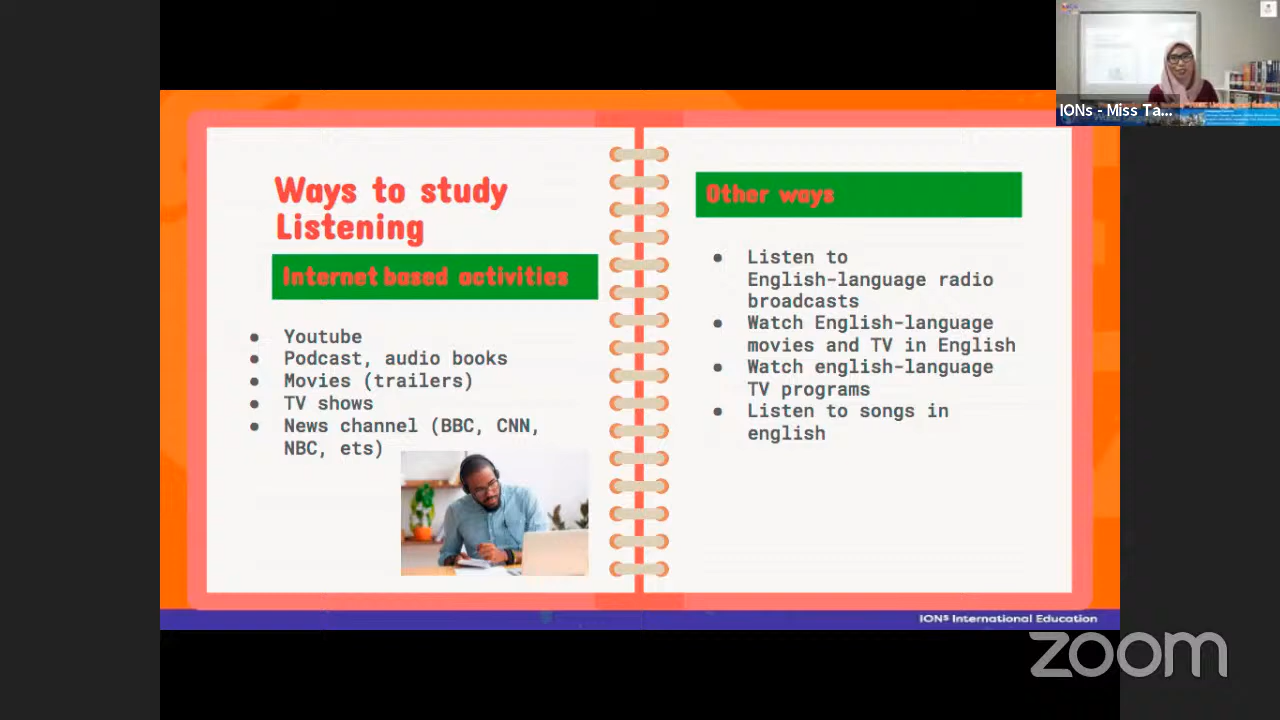 Ways to study
Listening
Internet based activities
Youtube
Podcast, audio books
Movies (trailers)
TV shows
News channel (BBC, CNN,
NBC, ets)
Other ways
Listen to
English-language radio
broadcasts
Watch English-language
movies and TV in English
Watch english-language
TV programs
Listen to songs in
english
IONs International Education
IONs - Miss Ta...
zoom